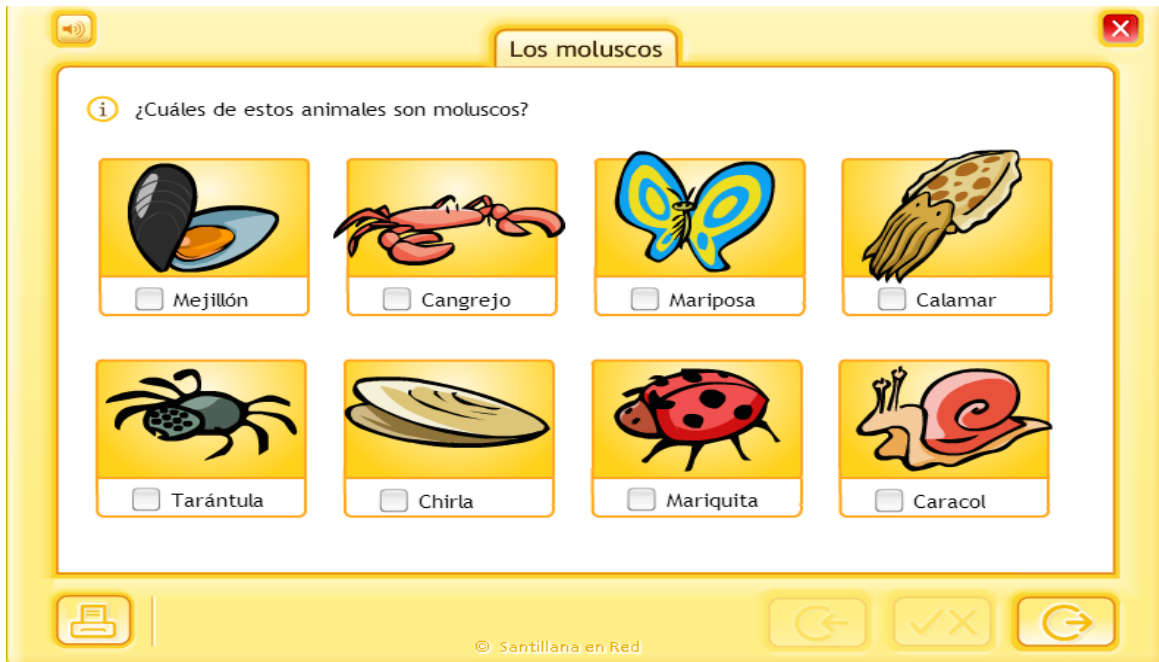 Los moluscos
i ¿Cuáles de estos animales son moluscos?
Mejillón
Cangrejo
Mariposa
Calamar
Tarántula
Chirla
Mariquita
Caracol
© Santillana en Red